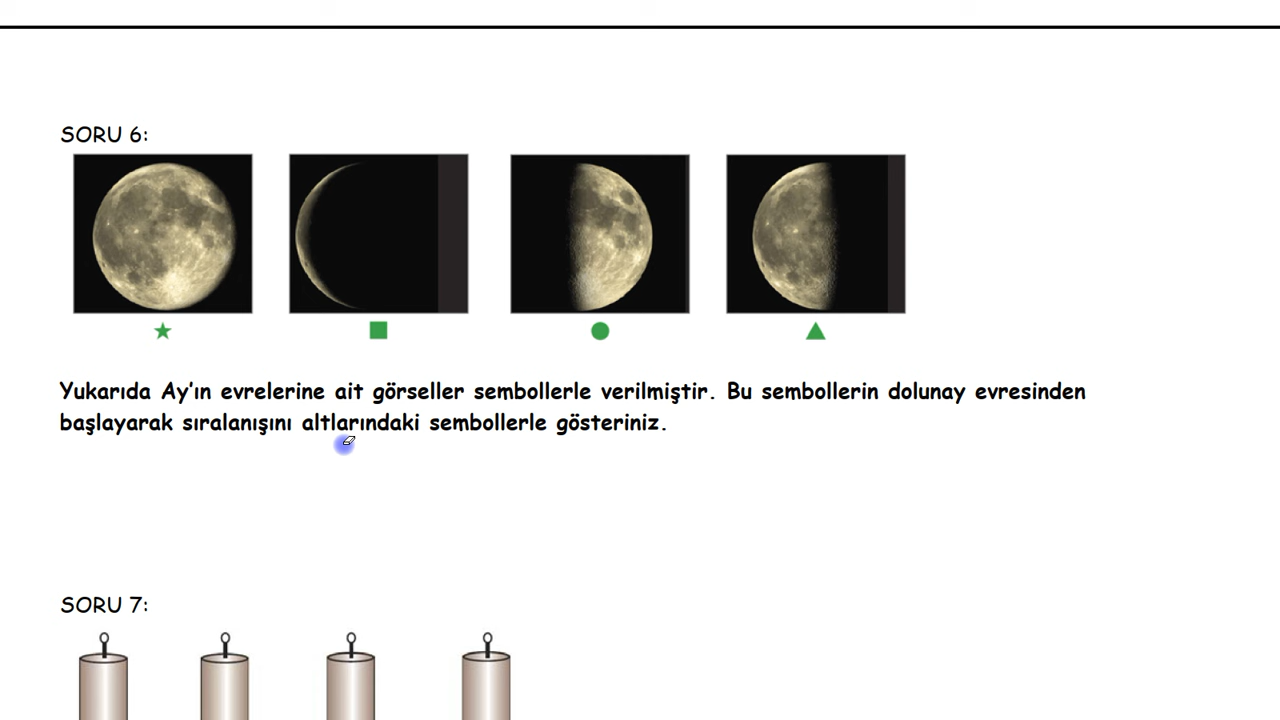 SORU 6:
Yukarıda Ay’ın evrelerine ait görseller sembollerle verilmiştir. Bu sembollerin dolunay evresinden
başlayarak sıralanışını altlarındaki sembollerle gösteriniz.
SORU 7: